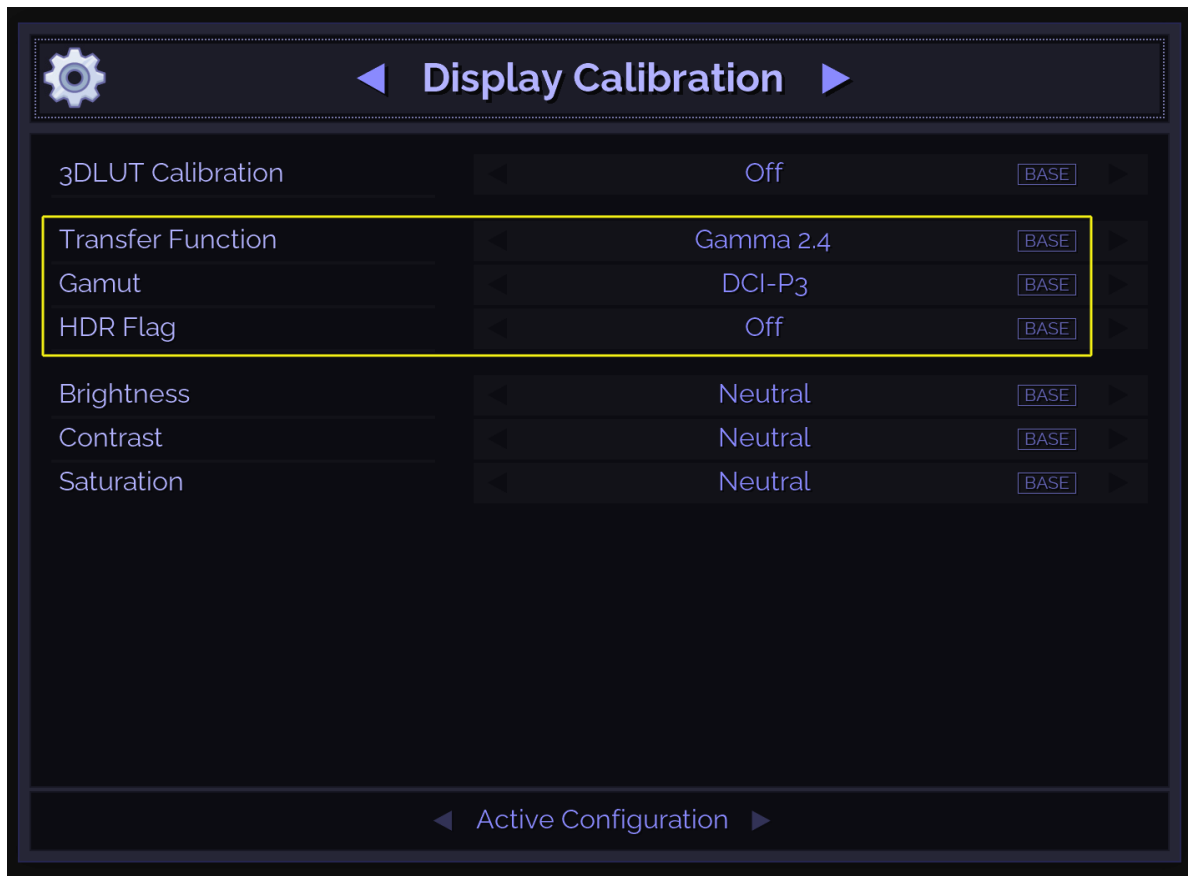 Display Calibration
3DLUT Calibration Off BASE
Transfer Function Gamma 2.4 BASE
Gamut DCI-P3 BASE
HDR Flag Off BASE
Brightness Neutral BASE
Contrast Neutral BASE
Saturation Neutral BASE
Active Configuration